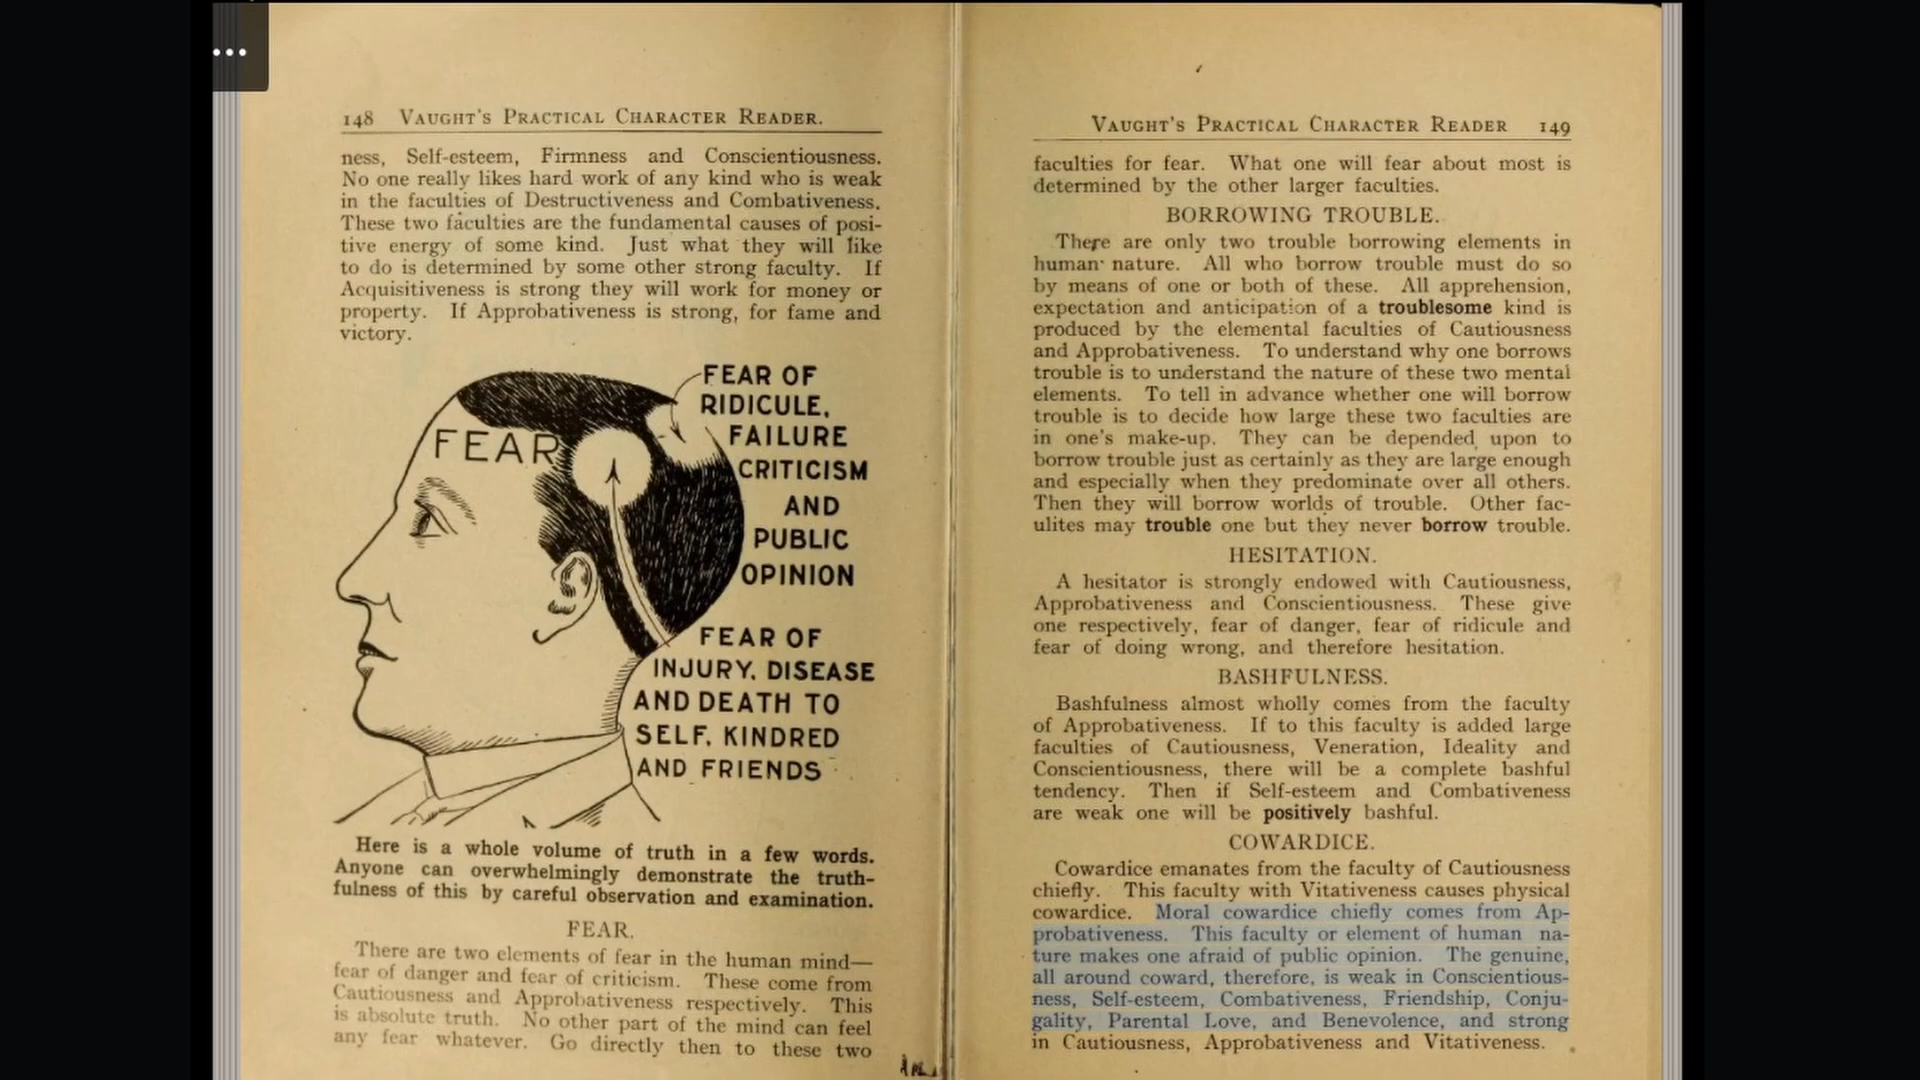 148 VAUGHT'S PRACTICAL CHARACTER READER.
ness, Self-esteem, Firmness and Conscientiousness.
No one really likes hard work of any kind who is weak
in the faculties of Destructiveness and Combativeness.
These two faculties are the fundamental causes of posi-
tive energy of some kind. Just what they will like
to do is determined by some other strong faculty. If
Acquisitiveness is strong they will work for money or
property. If Approbativeness is strong, for fame and
victory.
FEAR
FEAR OF
RIDICULE,
FAILURE
CRITICISM
AND
PUBLIC
OPINION
FEAR OF
INJURY, DISEASE
AND DEATH TO
SELF, KINDRED
AND FRIENDS
Here is a whole volume of truth in a few words.
Anyone can overwhelmingly demonstrate the truth-
fulness of this by careful observation and examination.
FEAR.
There are two elements of fear in the human mind—
fear of danger and fear of criticism. These come from
Cautiousness and Approbativeness respectively. This
is absolute truth. No other part of the mind can feel
any fear whatever. Go directly then to these two
VAUGHT'S PRACTICAL CHARACTER READER 149
faculties for fear. What one will fear about most is
determined by the other larger faculties.
BORROWING TROUBLE.
There are only two trouble borrowing elements in
human nature. All who borrow trouble must do so
by means of one or both of these. All apprehension,
expectation and anticipation of a troublesome kind is
produced by the elemental faculties of Cautiousness
and Approbativeness. To understand why one borrows
trouble is to understand the nature of these two mental
elements. To tell in advance whether one will borrow
trouble is to decide how large these two faculties are
in one's make-up. They can be depended upon to
borrow trouble just as certainly as they are large enough
and especially when they predominate over all others.
Then they will borrow worlds of trouble. Other fac-
ulites may trouble one but they never borrow trouble.
HESITATION.
A hesitator is strongly endowed with Cautiousness,
Approbativeness and Conscientiousness. These give
one respectively, fear of danger, fear of ridicule and
fear of doing wrong, and therefore hesitation.
BASHFULNESS.
Bashfulness almost wholly comes from the faculty
of Approbativeness. If to this faculty is added large
faculties of Cautiousness, Veneration, Ideality and
Conscientiousness, there will be a complete bashful
tendency. Then if Self-esteem and Combativeness
are weak one will be positively bashful.
COWARDICE.
Cowardice emanates from the faculty of Cautiousness
chiefly. This faculty with Vitativeness causes physical
cowardice. Moral cowardice chiefly comes from Ap-
probativeness. This faculty or element of human na-
ture makes one afraid of public opinion. The genuine,
all around coward, therefore, is weak in Conscientious-
ness, Self-esteem, Combativeness, Friendship, Conju-
gality, Parental Love, and Benevolence, and strong
in Cautiousness, Approbativeness and Vitativeness.